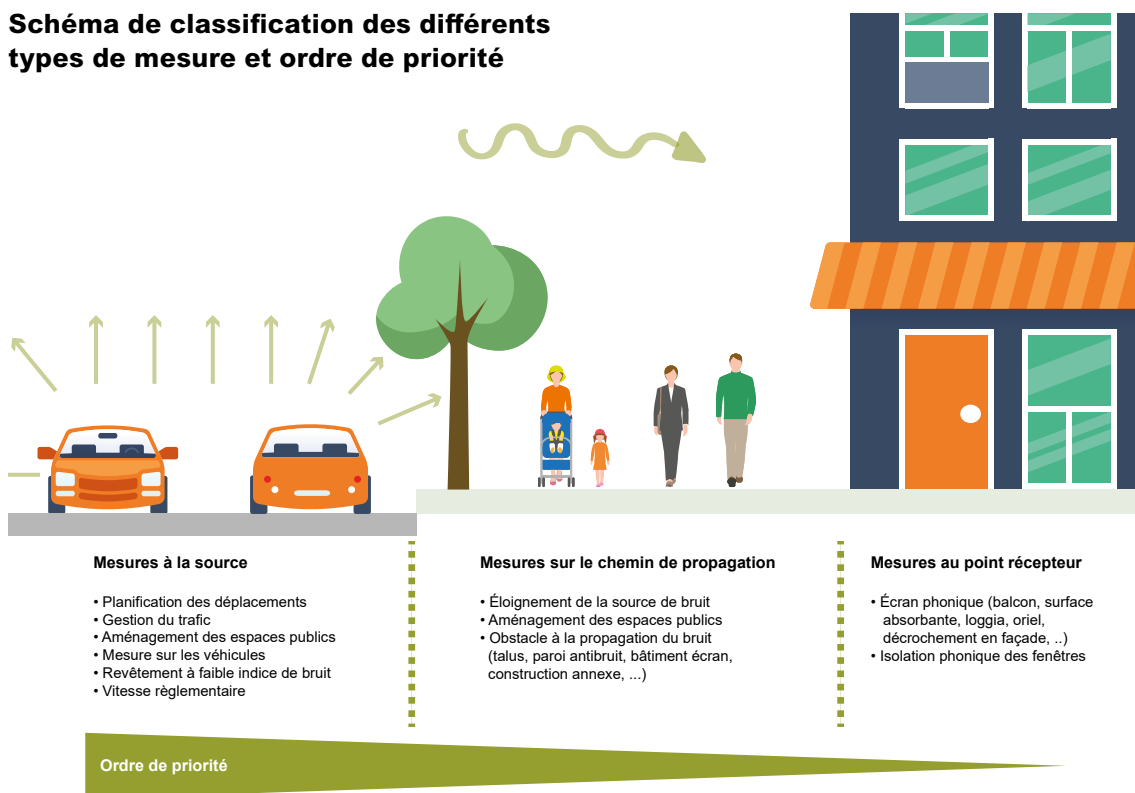 Schéma de classification des différents
types de mesure et ordre de priorité
Mesures à la source
• Planification des déplacements
• Gestion du trafic
• Aménagement des espaces publics
• Mesure sur les véhicules
• Revêtement à faible indice de bruit
• Vitesse règlementaire
Mesures sur le chemin de propagation
• Éloignement de la source de bruit
• Aménagement des espaces publics
• Obstacle à la propagation du bruit
(talus, paroi antibruit, bâtiment écran,
construction annexe, ...)
Mesures au point récepteur
• Écran phonique (balcon, surface
absorbante, loggia, oriel,
décrochement en façade, ..)
• Isolation phonique des fenêtres
Ordre de priorité